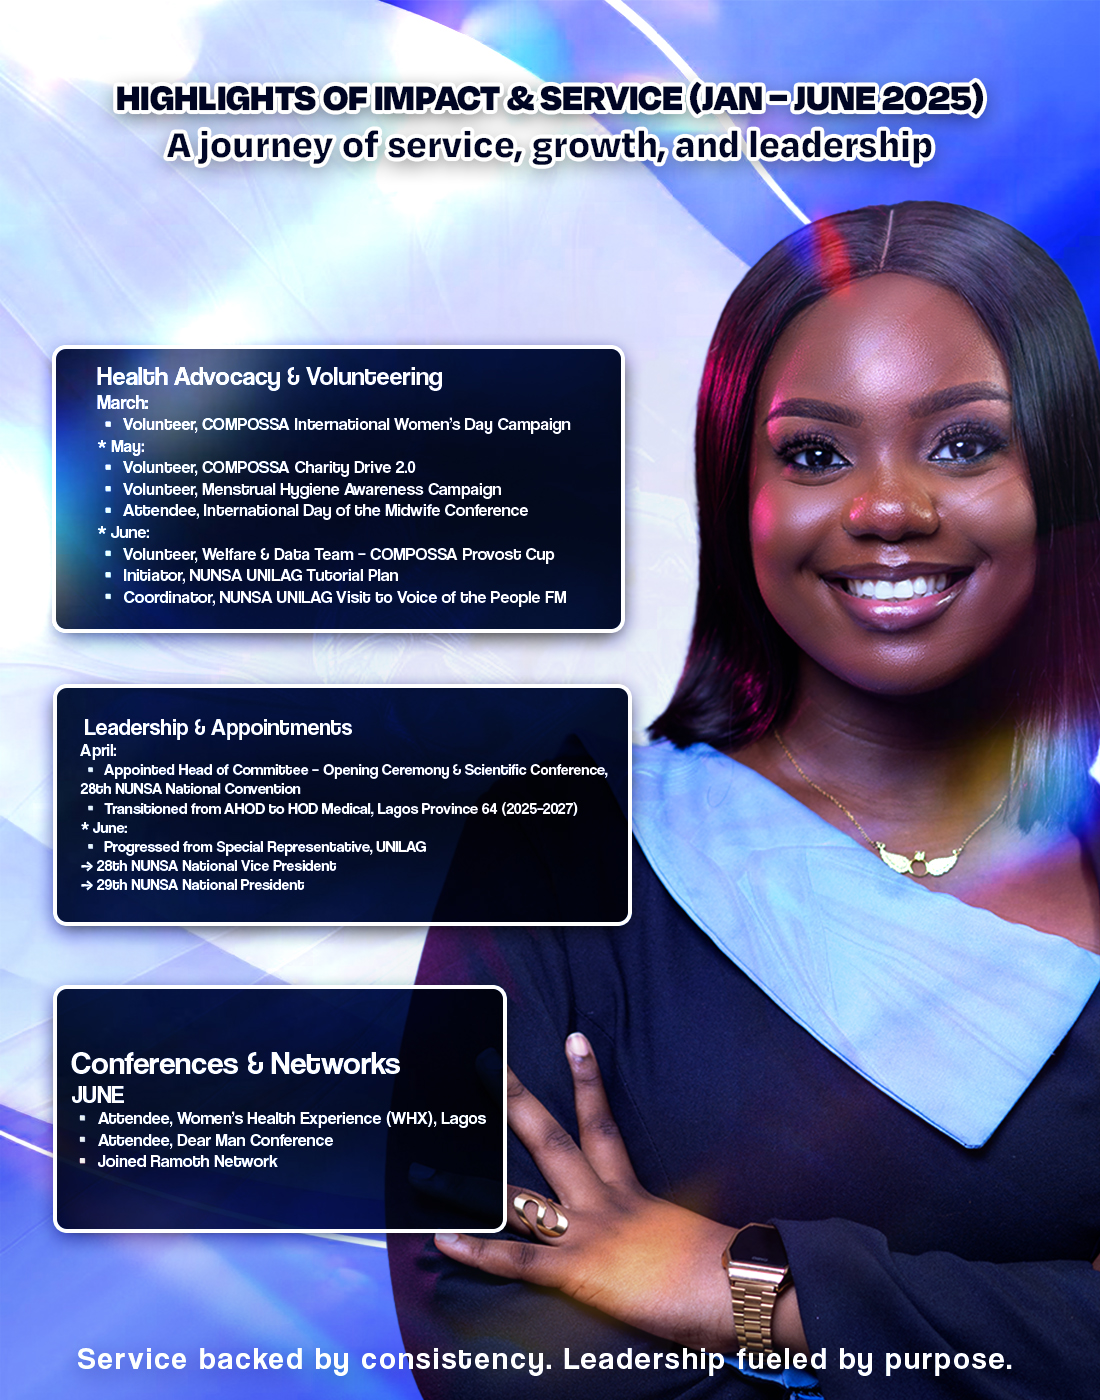 HIGHLIGHTS OF IMPACT & SERVICE (JAN – JUNE 2025)
A journey of service, growth, and leadership
Health Advocacy & Volunteering
March:
▪ Volunteer, COMPOSSA International Women's Day Campaign
* May:
▪ Volunteer, COMPOSSA Charity Drive 2.0
▪ Volunteer, Menstrual Hygiene Awareness Campaign
▪ Attendee, International Day of the Midwife Conference
* June:
▪ Volunteer, Welfare & Data Team – COMPOSSA Provost Cup
▪ Initiator, NUNSA UNILAG Tutorial Plan
▪ Coordinator, NUNSA UNILAG Visit to Voice of the People FM
Leadership & Appointments
April:
▪ Appointed Head of Committee – Opening Ceremony & Scientific Conference,
28th NUNSA National Convention
▪ Transitioned from AHOD to HOD Medical, Lagos Province 64 (2025–2027)
* June:
▪ Progressed from Special Representative, UNILAG
→ 28th NUNSA National Vice President
→ 29th NUNSA National President
Conferences & Networks
JUNE
▪ Attendee, Women's Health Experience (WHX), Lagos
▪ Attendee, Dear Man Conference
▪ Joined Ramoth Network
Service backed by consistency. Leadership fueled by purpose.